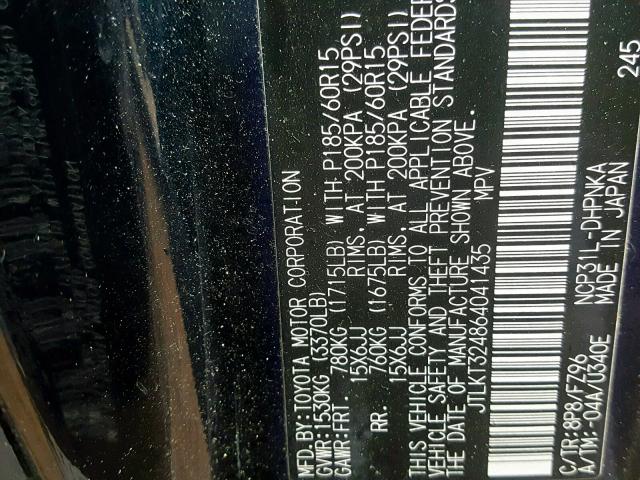 MFD.BY:TOYOTA MOTOR CORPORATION
GVWR:1530KG (3370LB)
GAWR:FRT. 780KG (1715LB) WITH P185/60R15
15X6JJ RIMS, AT 200KPA (29PSI)
RR. 760KG (1675LB) WITH P185/60R15
15X6JJ RIMS, AT 200KPA (29PSI)
THIS VEHICLE CONFORMS TO ALL APPLICABLE FEDER
VEHICLE SAFETY AND THEFT PREVENTION STANDARDS
THE DATE OF MANUFACTURE SHOWN ABOVE.
JTLKT324864041435 MPV
C/TR:8P8/FZ96 NCP31L-DHPNKA
A/TM:-04A/U340E MADE IN JAPAN
245